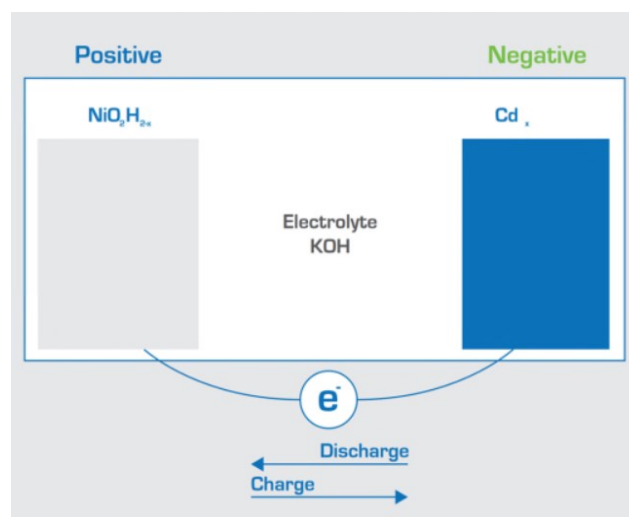 Positive
Negative
NiO₂H₂₋ₓ
Cd ₓ
Electrolyte
KOH
e⁻
Discharge
Charge